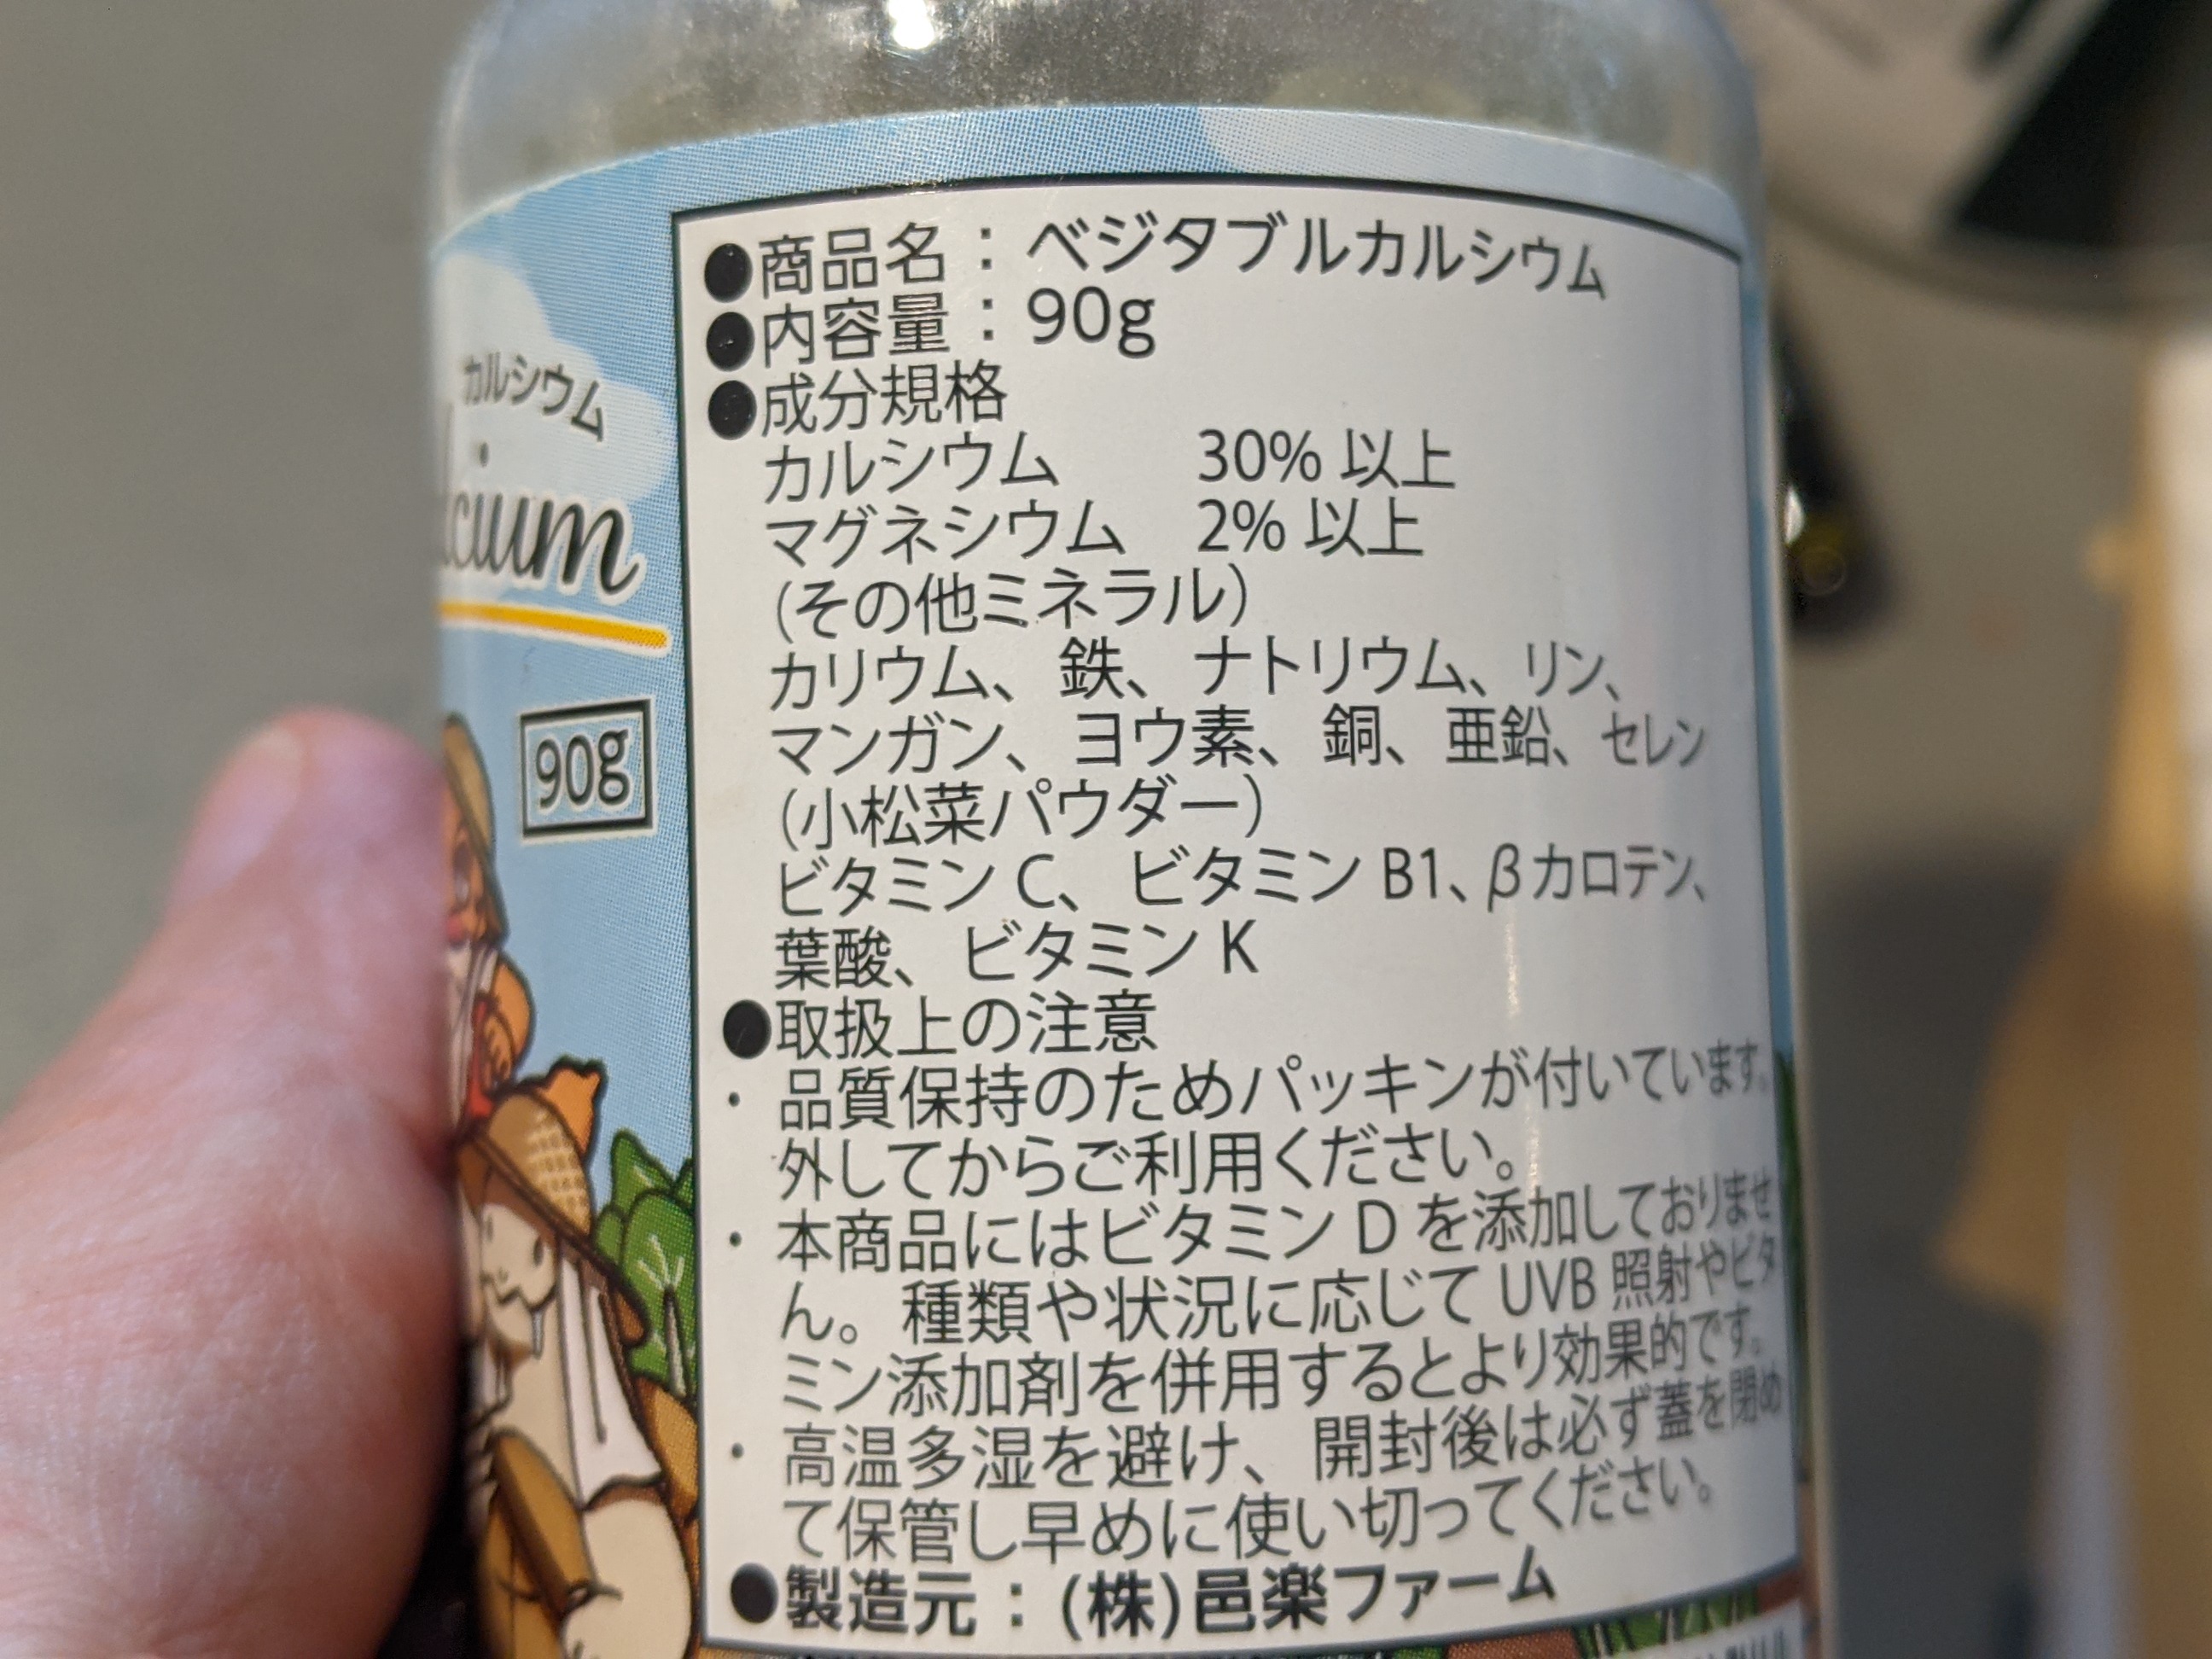 カルシウム
lcium
90g
●商品名：ベジタブルカルシウム
●内容量：90g
●成分規格
カルシウム 30% 以上
マグネシウム 2% 以上
(その他ミネラル)
カリウム、鉄、ナトリウム、リン、
マンガン、ヨウ素、銅、亜鉛、セレン
(小松菜パウダー)
ビタミン C、ビタミン B1、βカロテン、
葉酸、ビタミン K
●取扱上の注意
・品質保持のためパッキンが付いています。
外してからご利用ください。
・本商品にはビタミン D を添加しておりませ
ん。種類や状況に応じて UVB 照射やビタ
ミン添加剤を併用するとより効果的です。
・高温多湿を避け、開封後は必ず蓋を閉め
て保管し早めに使い切ってください。
●製造元：(株)邑楽ファーム